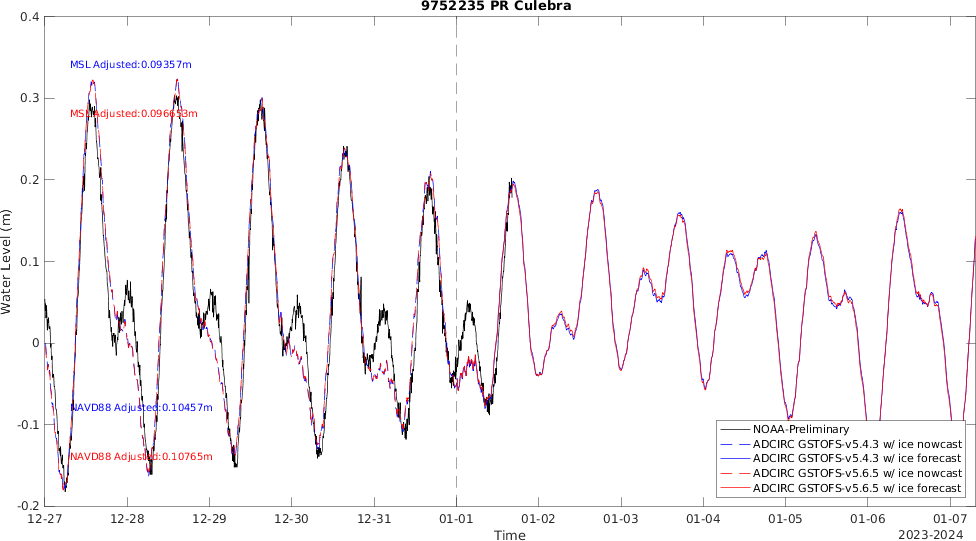 9752235 PR Culebra
0.4
0.3
0.2
0.1
0
-0.1
-0.2
Water Level (m)
MSL Adjusted:0.09357m
MSL Adjusted:0.096653m
NAVD88 Adjusted:0.10457m
NAVD88 Adjusted:0.10765m
NOAA-Preliminary
ADCIRC GSTOFS-v5.4.3 w/ ice nowcast
ADCIRC GSTOFS-v5.4.3 w/ ice forecast
ADCIRC GSTOFS-v5.6.5 w/ ice nowcast
ADCIRC GSTOFS-v5.6.5 w/ ice forecast
12-27 12-28 12-29 12-30 12-31 01-01 01-02 01-03 01-04 01-05 01-06 01-07
Time
2023-2024